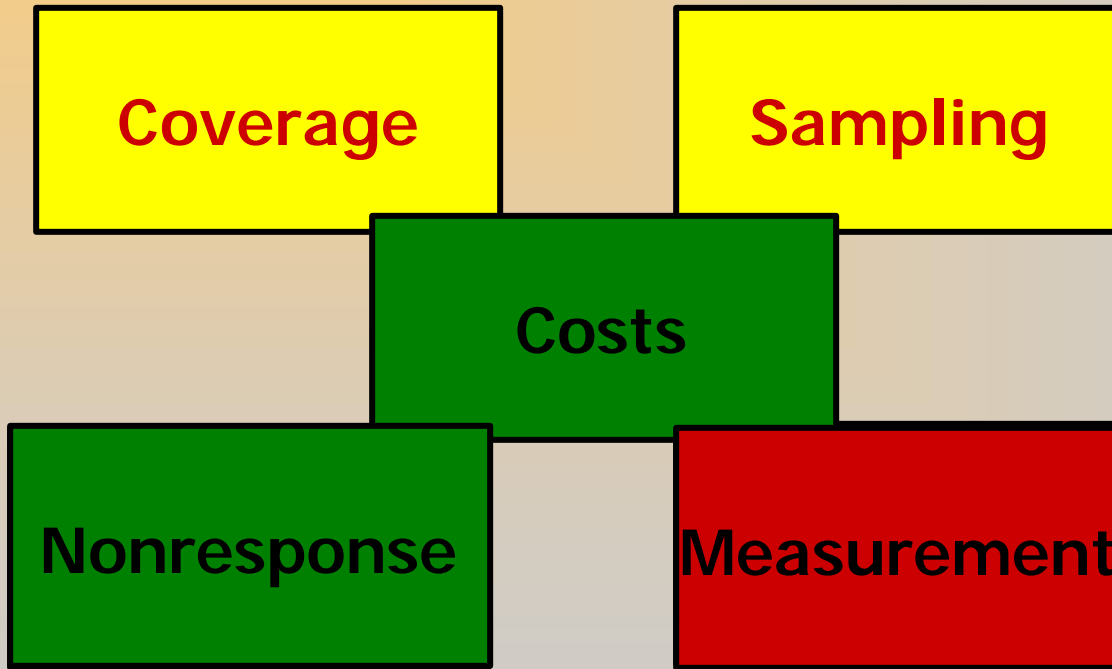 Coverage
Sampling
Costs
Nonresponse
Measurement